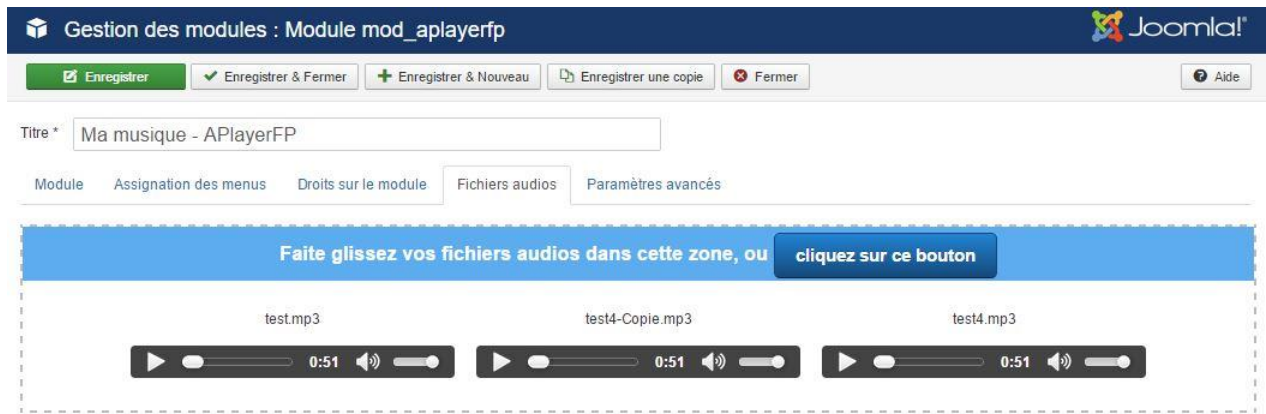 Gestion des modules : Module mod_aplayerfp
Joomla!®
Enregistrer Enregistrer & Fermer Enregistrer & Nouveau Enregistrer une copie Fermer Aide
Titre * Ma musique - APlayerFP
Module Assignation des menus Droits sur le module Fichiers audios Paramètres avancés
Faite glissez vos fichiers audios dans cette zone, ou cliquez sur ce bouton
test.mp3 test4-Copie.mp3 test4.mp3
0:51 0:51 0:51